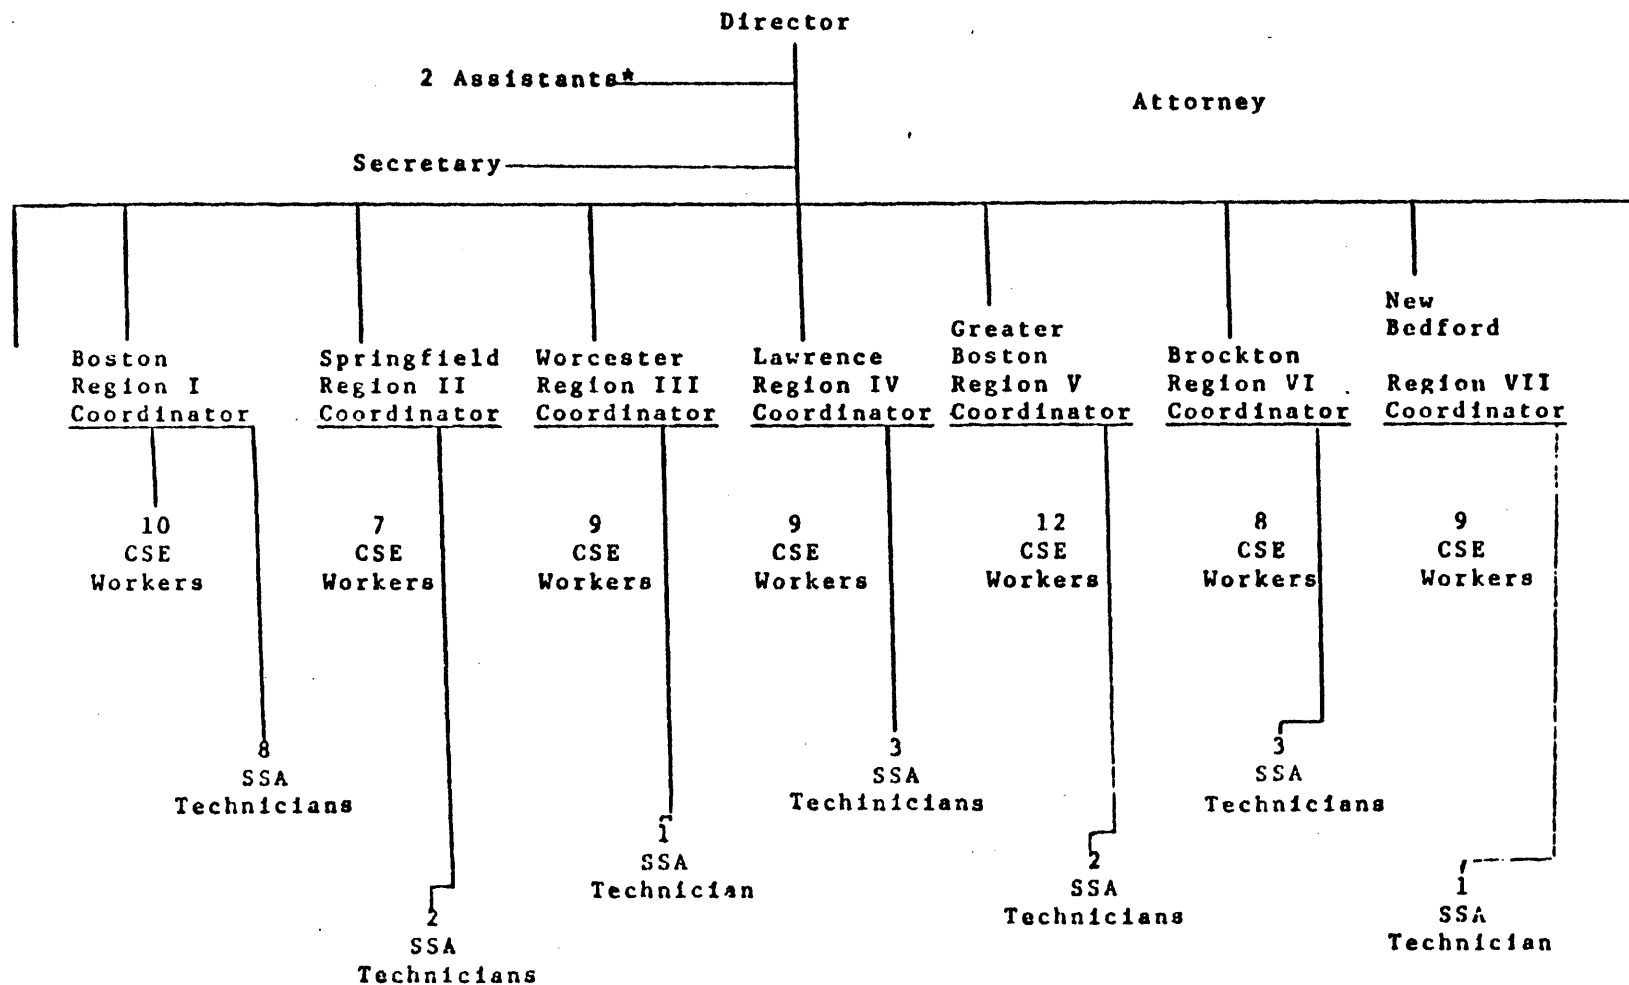 Director
2 Assistants*
Attorney
Secretary
Boston
Region I
Coordinator
Springfield
Region II
Coordinator
Worcester
Region III
Coordinator
Lawrence
Region IV
Coordinator
Greater
Boston
Region V
Coordinator
Brockton
Region VI
Coordinator
New
Bedford
Region VII
Coordinator
10
CSE
Workers
7
CSE
Workers
9
CSE
Workers
9
CSE
Workers
12
CSE
Workers
8
CSE
Workers
9
CSE
Workers
8
SSA
Technicians
2
SSA
Technicians
1
SSA
Technician
3
SSA
Techinicians
2
SSA
Technicians
3
SSA
Technicians
1
SSA
Technician